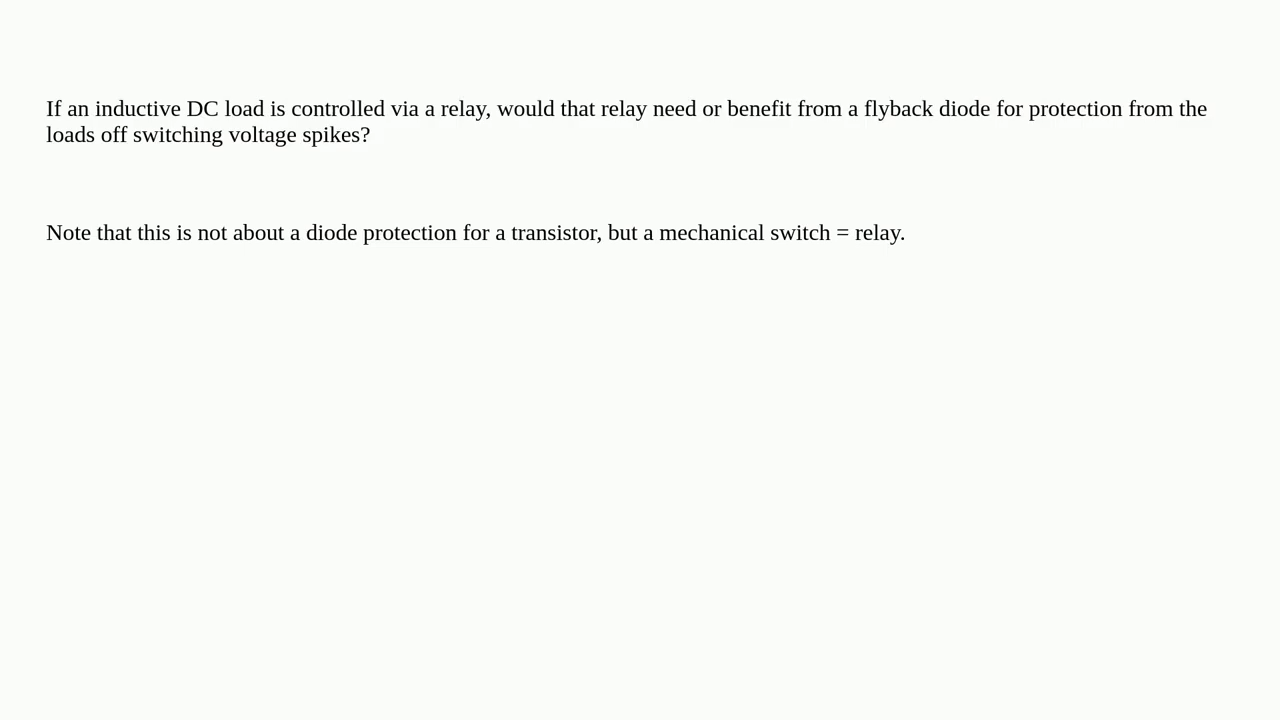 If an inductive DC load is controlled via a relay, would that relay need or benefit from a flyback diode for protection from the
loads off switching voltage spikes?
Note that this is not about a diode protection for a transistor, but a mechanical switch = relay.